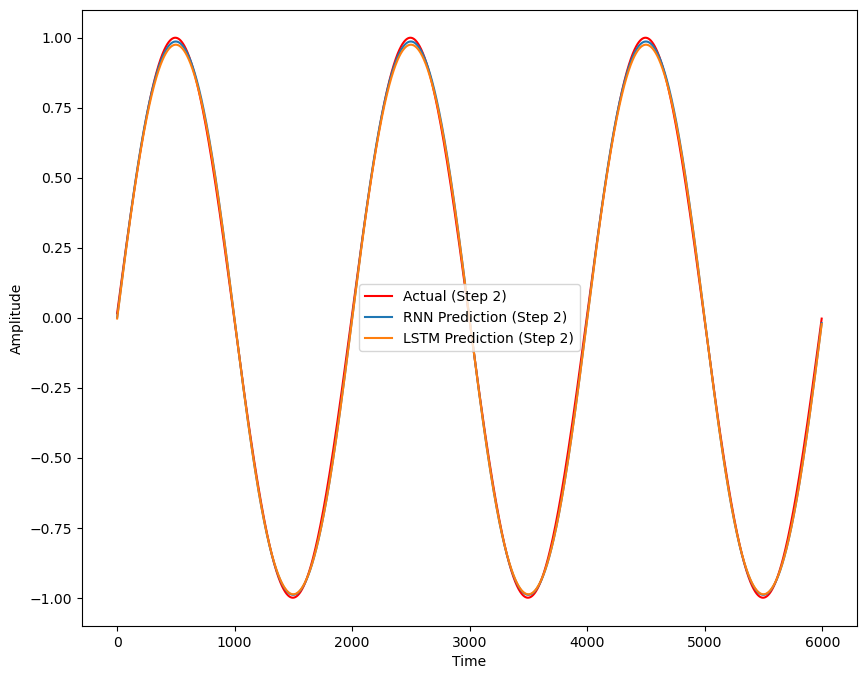 1.00
0.75
0.50
0.25
0.00
−0.25
−0.50
−0.75
−1.00
Amplitude
Actual (Step 2)
RNN Prediction (Step 2)
LSTM Prediction (Step 2)
0 1000 2000 3000 4000 5000 6000
Time